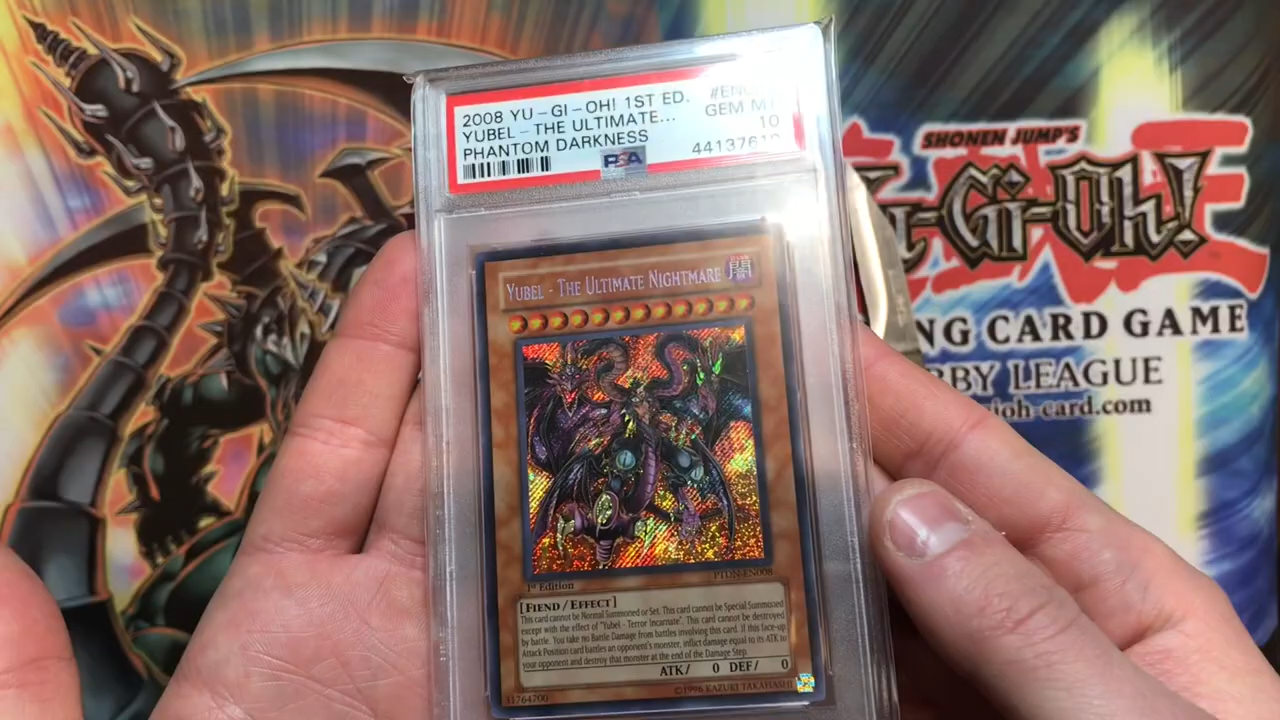 2008 YU-GI-OH! 1ST ED.
YUBEL-THE ULTIMATE...
GEM MT
PHANTOM DARKNESS
10
PSA
SHONEN JUMP'S
-Gi-Oh!
CARD GAME
LEAGUE
YUBEL - THE ULTIMATE NIGHTMARE
闇
1st Edition
PTDN-EN008
[FIEND / EFFECT]
This card cannot be Normal Summoned or Set. This card cannot be Special Summoned
except with the effect of "Yubel - Terror Incarnate". This card cannot be destroyed
by battle. You take no Battle Damage from battles involving this card. If this face-up
Attack Position card battles an opponent's monster, inflict damage equal to its ATK to
your opponent and destroy that monster at the end of the Damage Step.
ATK/ 0 DEF/ 0
31764700
©1996 KAZUKI TAKAHASHI